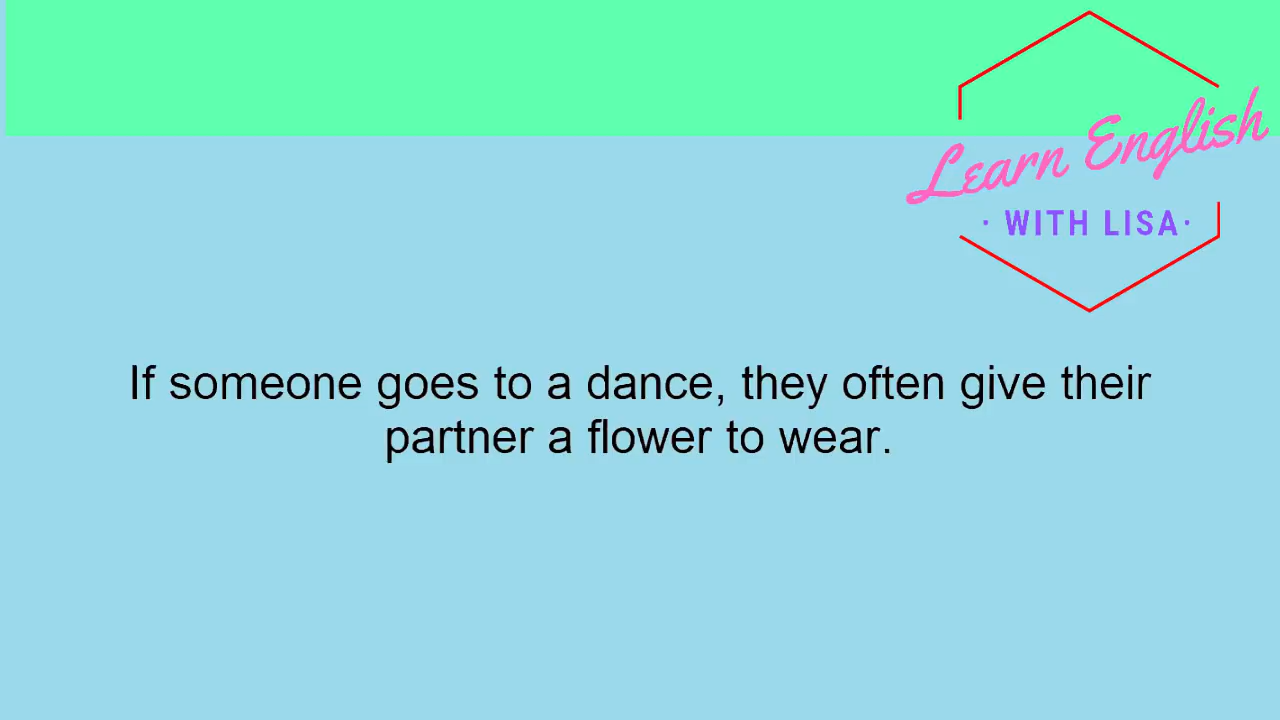 Learn English
· WITH LISA·
If someone goes to a dance, they often give their
partner a flower to wear.